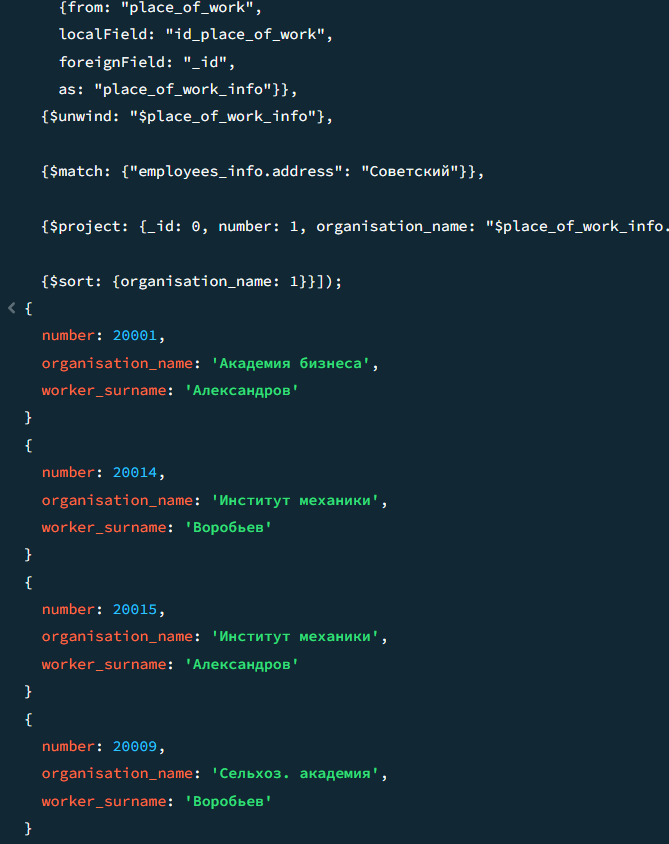 {from: "place_of_work",
localField: "id_place_of_work",
foreignField: "_id",
as: "place_of_work_info"}},
{$unwind: "$place_of_work_info"},
{$match: {"employees_info.address": "Советский"}},
{$project: {_id: 0, number: 1, organisation_name: "$place_of_work_info.
{$sort: {organisation_name: 1}}]);
{
number: 20001,
organisation_name: 'Академия бизнеса',
worker_surname: 'Александров'
}
{
number: 20014,
organisation_name: 'Институт механики',
worker_surname: 'Воробьев'
}
{
number: 20015,
organisation_name: 'Институт механики',
worker_surname: 'Александров'
}
{
number: 20009,
organisation_name: 'Сельхоз. академия',
worker_surname: 'Воробьев'
}